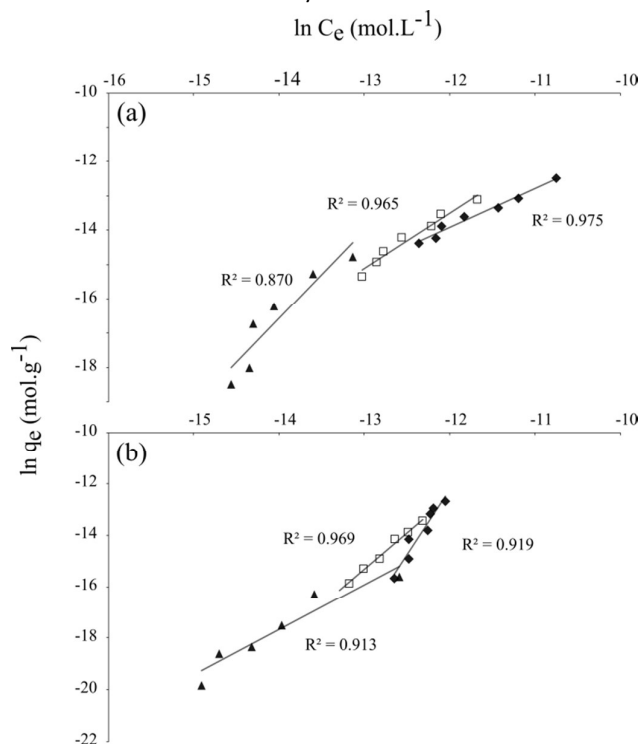 ln Cₑ (mol.L⁻¹)
-16 -15 -14 -13 -12 -11 -10
-10
(a)
-12
R² = 0.965
-14
R² = 0.975
R² = 0.870
-16
-18
ln qₑ (mol.g⁻¹)
-15 -14 -13 -12 -11 -10
-10
(b)
-12
-14
R² = 0.969
R² = 0.919
-16
-18
R² = 0.913
-20
-22